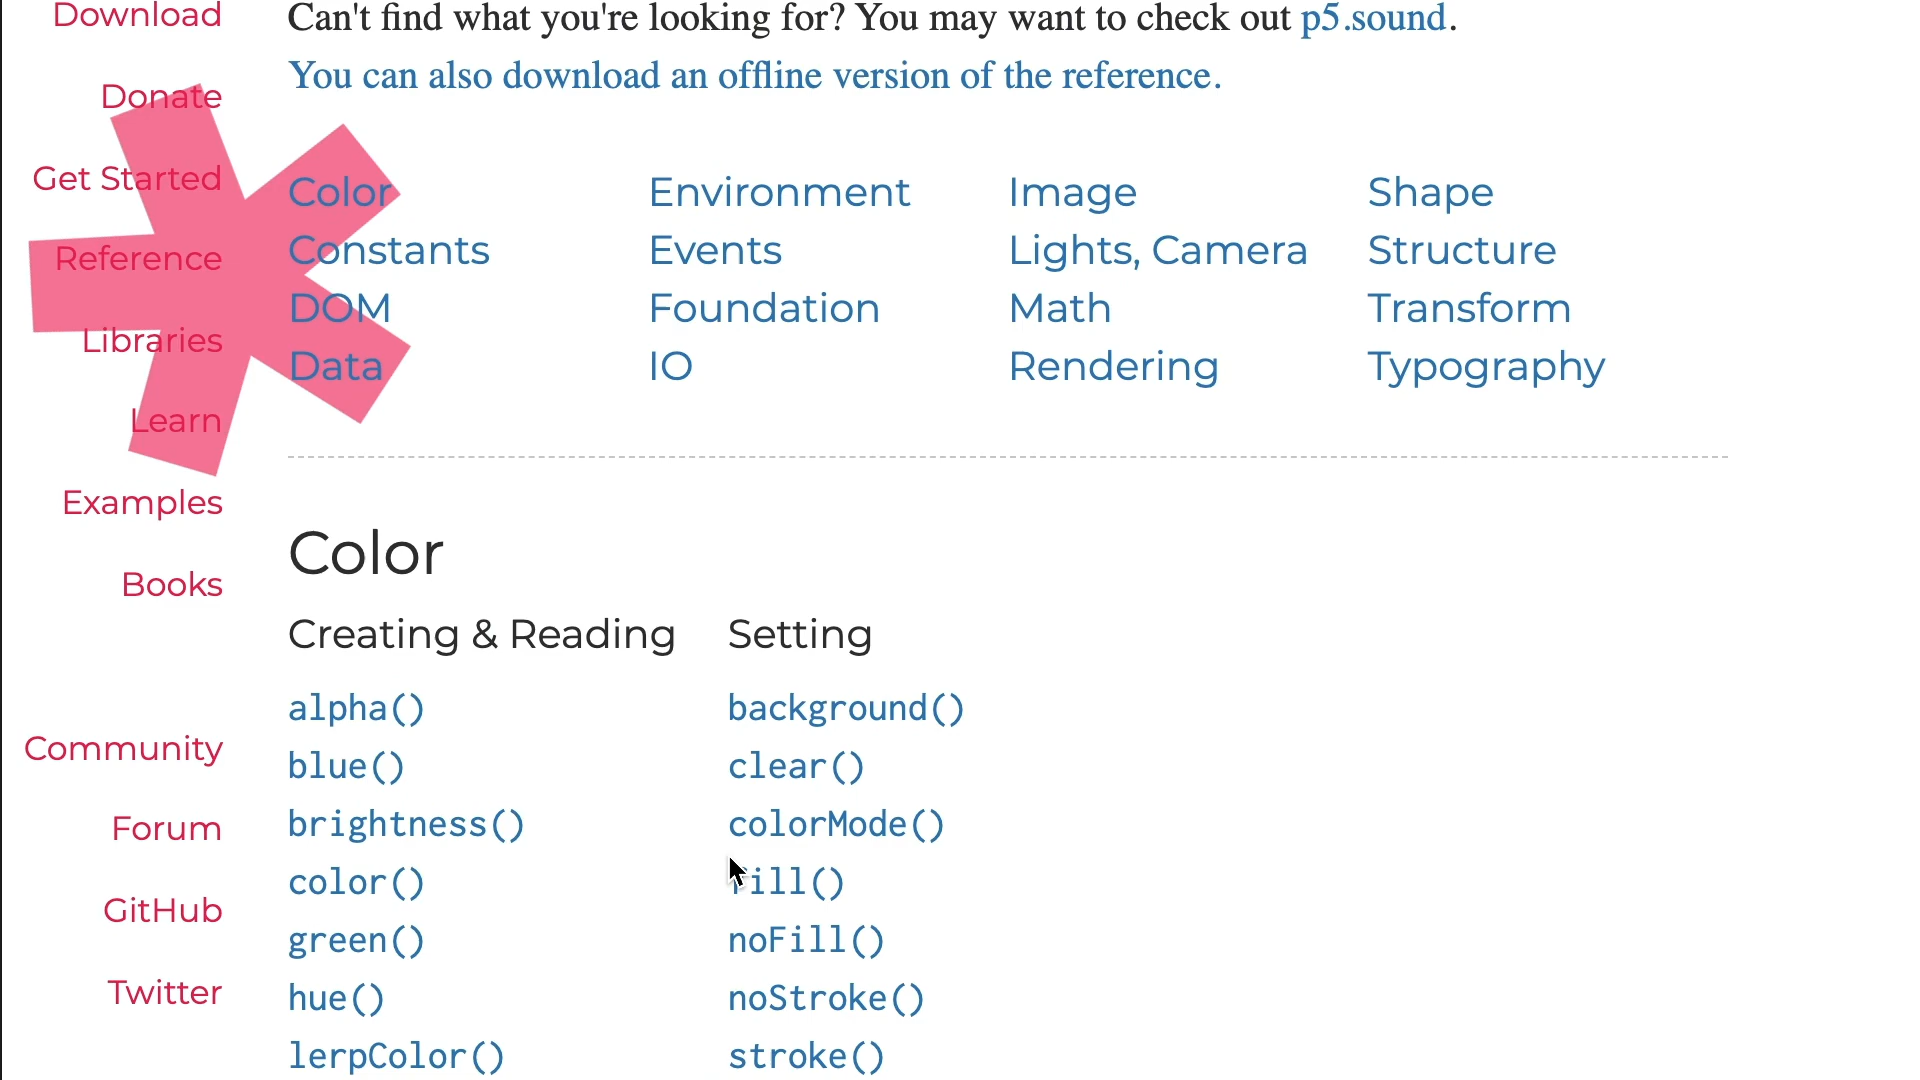 Download
Donate
Get Started
Reference
Libraries
Learn
Examples
Books
Community
Forum
GitHub
Twitter
Can't find what you're looking for? You may want to check out p5.sound.
You can also download an offline version of the reference.
Color
Constants
DOM
Data
Environment
Events
Foundation
IO
Image
Lights, Camera
Math
Rendering
Shape
Structure
Transform
Typography
Color
Creating & Reading
alpha()
blue()
brightness()
color()
green()
hue()
lerpColor()
Setting
background()
clear()
colorMode()
fill()
noFill()
noStroke()
stroke()